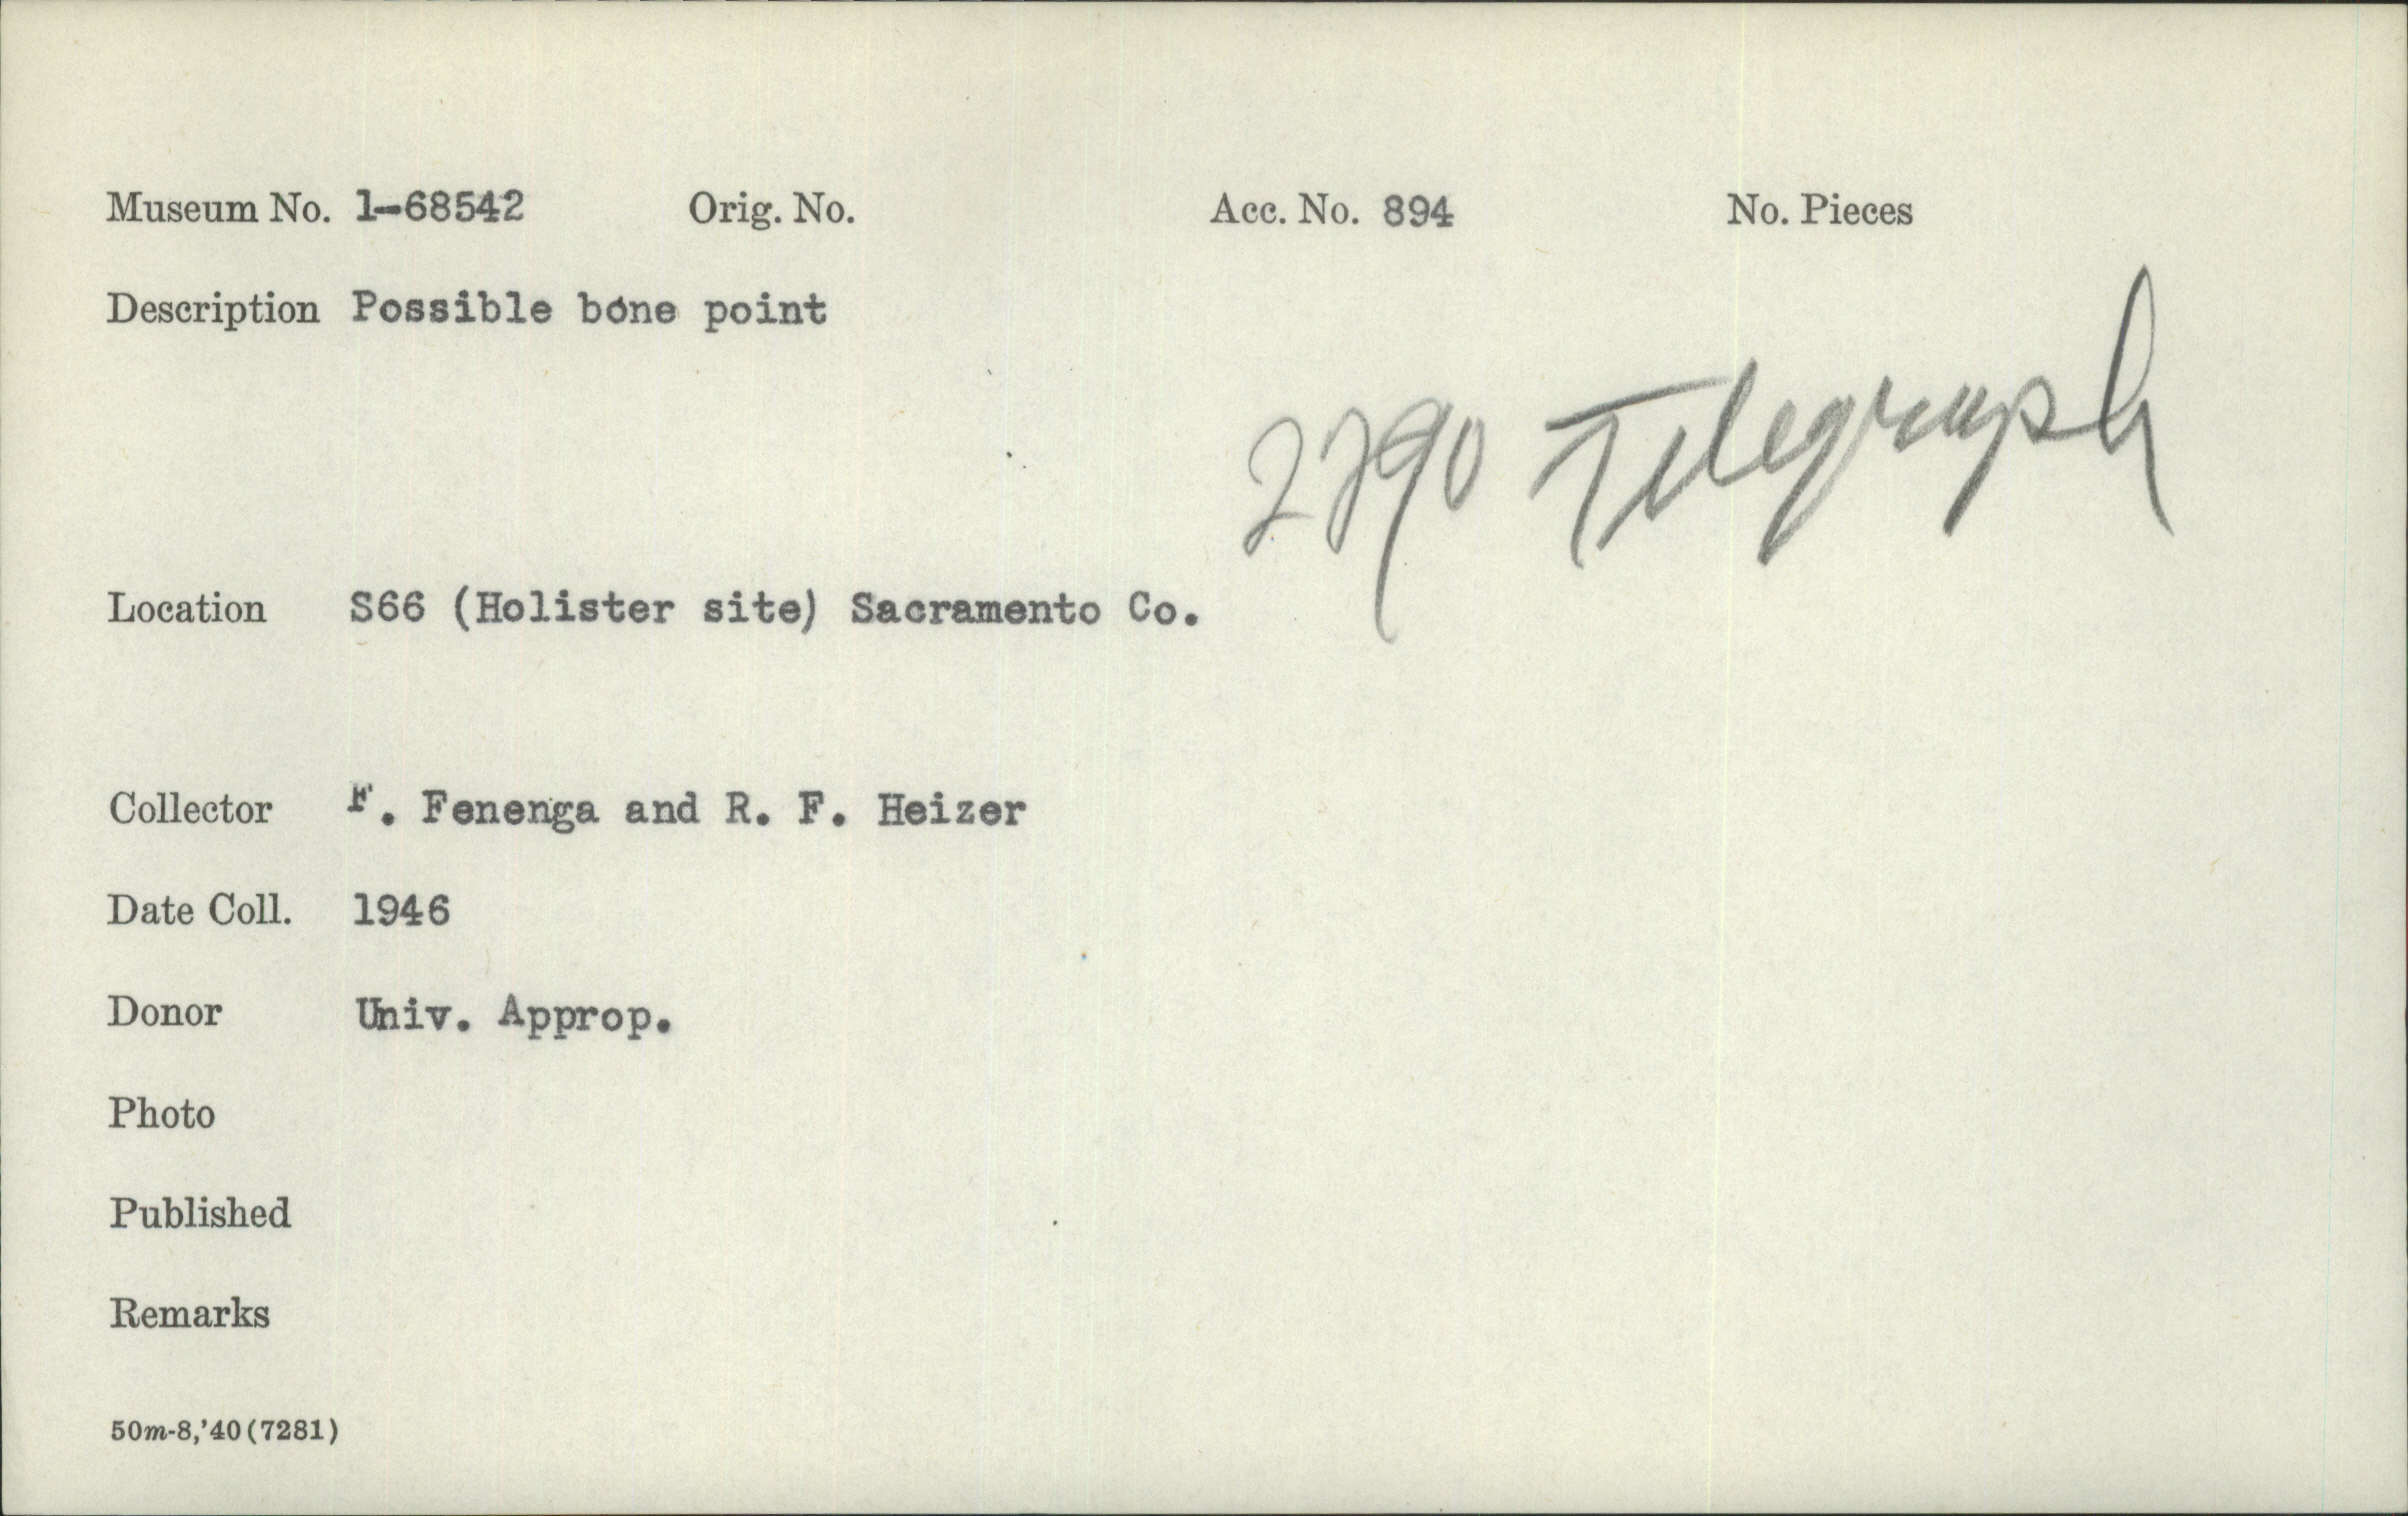 Museum No. 1-68542 Orig. No. Acc. No. 894 No. Pieces
Description Possible bone point
2790 Telegraph
Location S66 (Holister site) Sacramento Co.
Collector F. Fenenga and R. F. Heizer
Date Coll. 1946
Donor Univ. Approp.
Photo
Published
Remarks
50m-8,'40(7281)